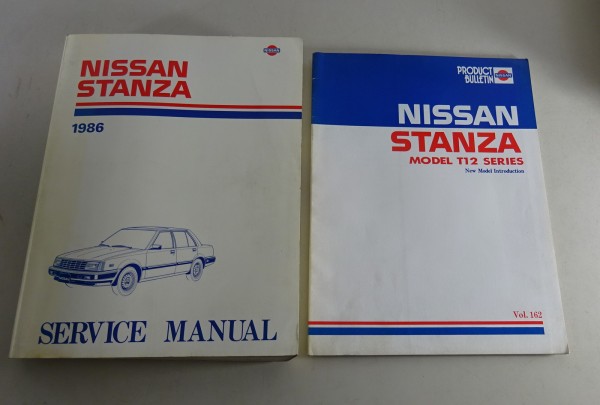 NISSAN
NISSAN
STANZA
1986
SERVICE MANUAL
PRODUCT
BULLETIN
NISSAN
NISSAN
STANZA
MODEL T12 SERIES
New Model Introduction
Vol. 162